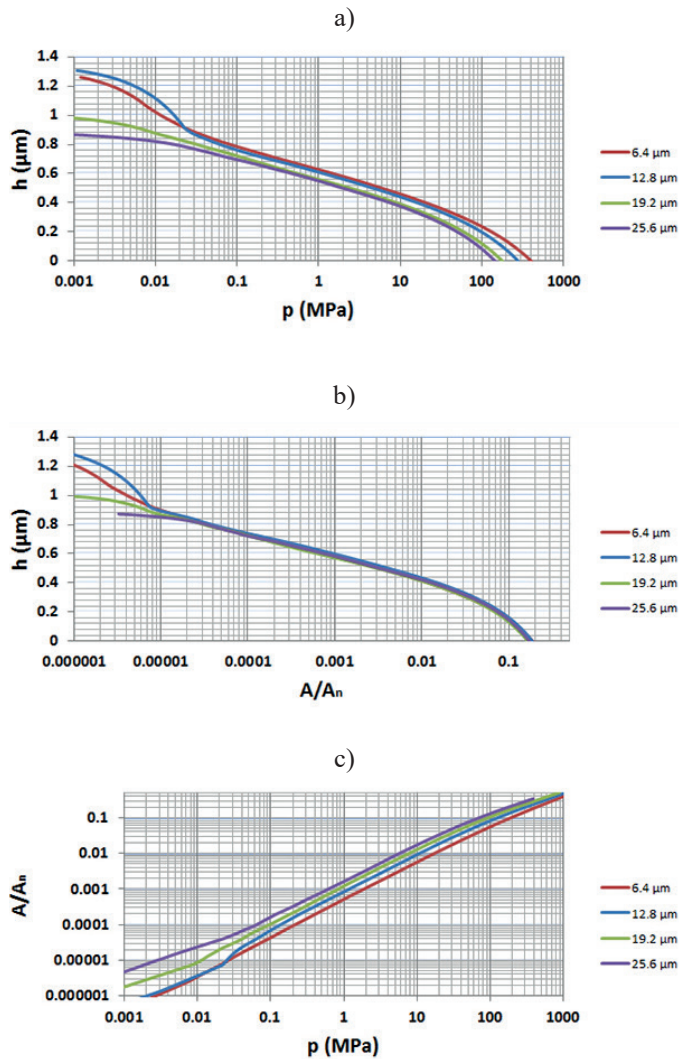 a)
1.4
1.2
1
0.8
0.6
0.4
0.2
0
h (µm)
0.001 0.01 0.1 1 10 100 1000
p (MPa)
6.4 µm
12.8 µm
19.2 µm
25.6 µm
b)
1.4
1.2
1
0.8
0.6
0.4
0.2
0
h (µm)
0.000001 0.00001 0.0001 0.001 0.01 0.1
A/Aₙ
6.4 µm
12.8 µm
19.2 µm
25.6 µm
c)
0.1
0.01
0.001
0.0001
0.00001
0.000001
A/Aₙ
0.001 0.01 0.1 1 10 100 1000
p (MPa)
6.4 µm
12.8 µm
19.2 µm
25.6 µm